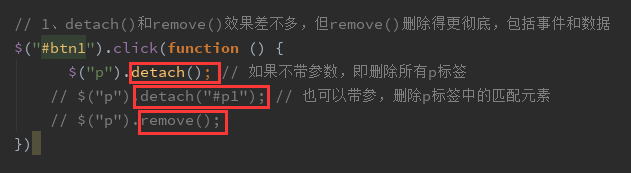 // 1、detach()和remove()效果差不多，但remove()删除得更彻底，包括事件和数据
$("#btn1").click(function () {
$("p").detach(); // 如果不带参数，即删除所有p标签
// $("p").detach("#p1"); // 也可以带参，删除p标签中的匹配元素
// $("p").remove();
})